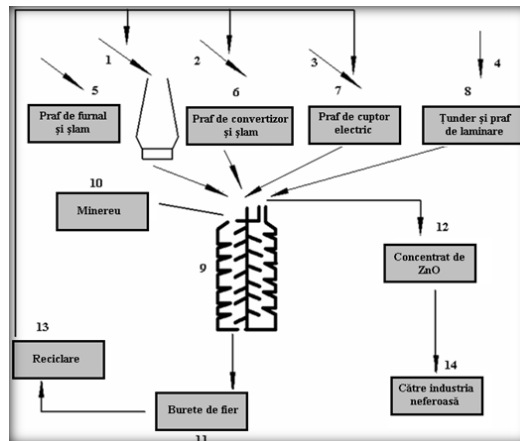 1
2
3
4
5
6
7
8
Praf de furnal
și șlam
Praf de convertizor
și șlam
Praf de cuptor
electric
Țunder și praf
de laminare
10
Minereu
9
12
Concentrat de
ZnO
13
Reciclare
14
Către industria
neferoasă
Burete de fier
11